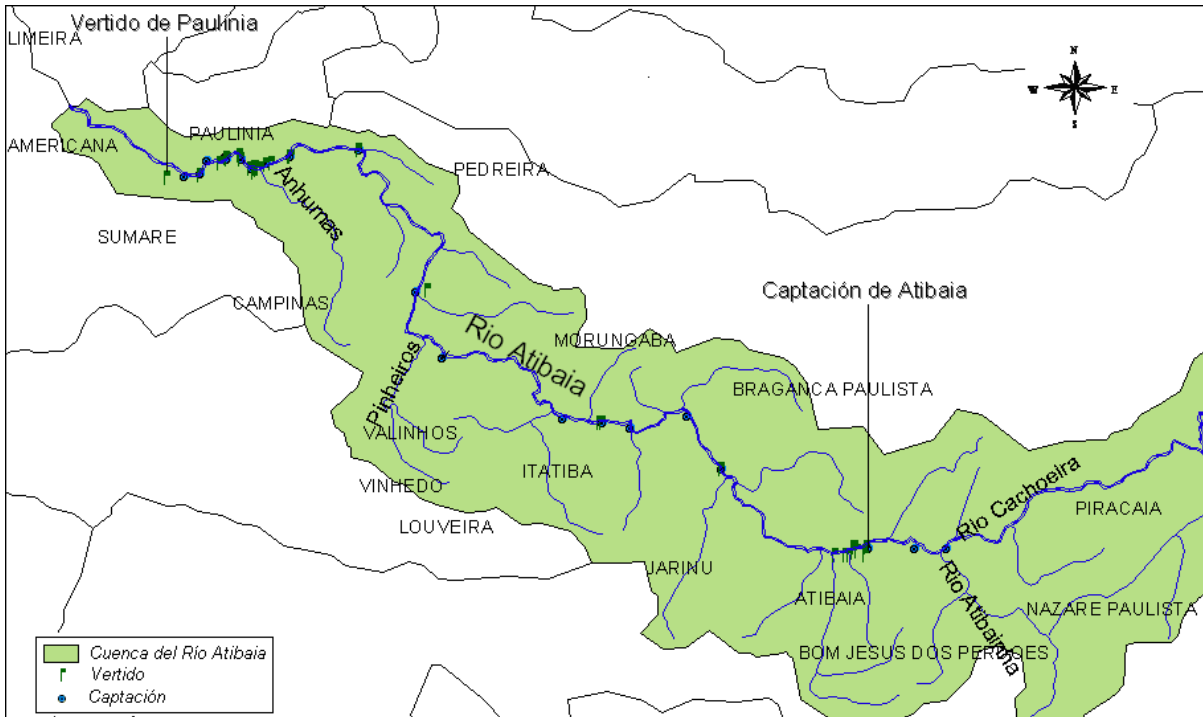 Vertido de Paulínia
LIMEIRA
N
W E
S
AMERICANA
PAULINIA
PEDREIRA
Anhumas
SUMARE
CAMPINAS
Captación de Atibaia
Rio Atibaia
MORUNGABA
Pinheiros
BRAGANCA PAULISTA
VALINHOS
ITATIBA
VINHEDO
LOUVEIRA
Rio Cachoeira
PIRACAIA
JARINU
ATIBAIA
Rio Atibainha
NAZARE PAULISTA
BOM JESUS DOS PERDOES
Cuenca del Río Atibaia
Vertido
Captación